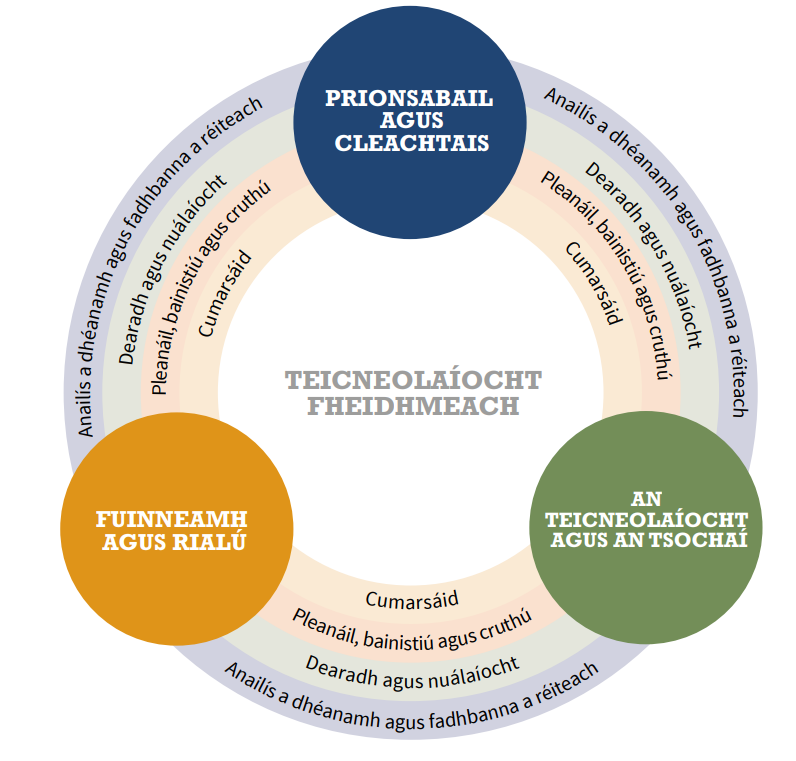 PRIONSABAIL
AGUS
CLEACHTAIS
Anailís a dhéanamh agus fadhbanna a réiteach
Dearadh agus nuálaíocht
Pleanáil, bainistiú agus cruthú
Cumarsáid
Anailís a dhéanamh agus fadhbanna a réiteach
Dearadh agus nuálaíocht
Pleanáil, bainistiú agus cruthú
Cumarsáid
TEICNEOLAÍOCHT
FHEIDHMEACH
FUINNEAMH
AGUS RIALÚ
AN
TEICNEOLAÍOCHT
AGUS AN TSOCHAÍ
Cumarsáid
Pleanáil, bainistiú agus cruthú
Dearadh agus nuálaíocht
Anailís a dhéanamh agus fadhbanna a réiteach